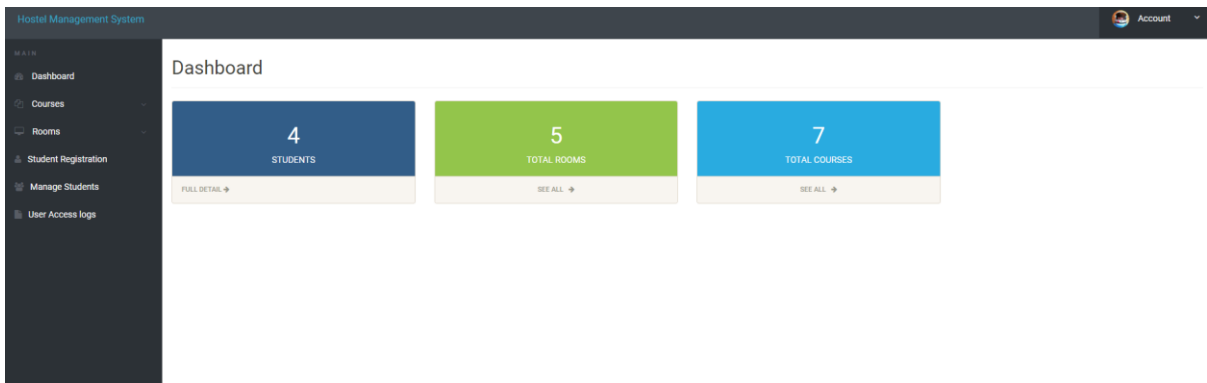 Hostel Management System
Account
MAIN
Dashboard
Courses
Rooms
Student Registration
Manage Students
User Access logs
Dashboard
4
STUDENTS
FULL DETAIL
5
TOTAL ROOMS
SEE ALL
7
TOTAL COURSES
SEE ALL